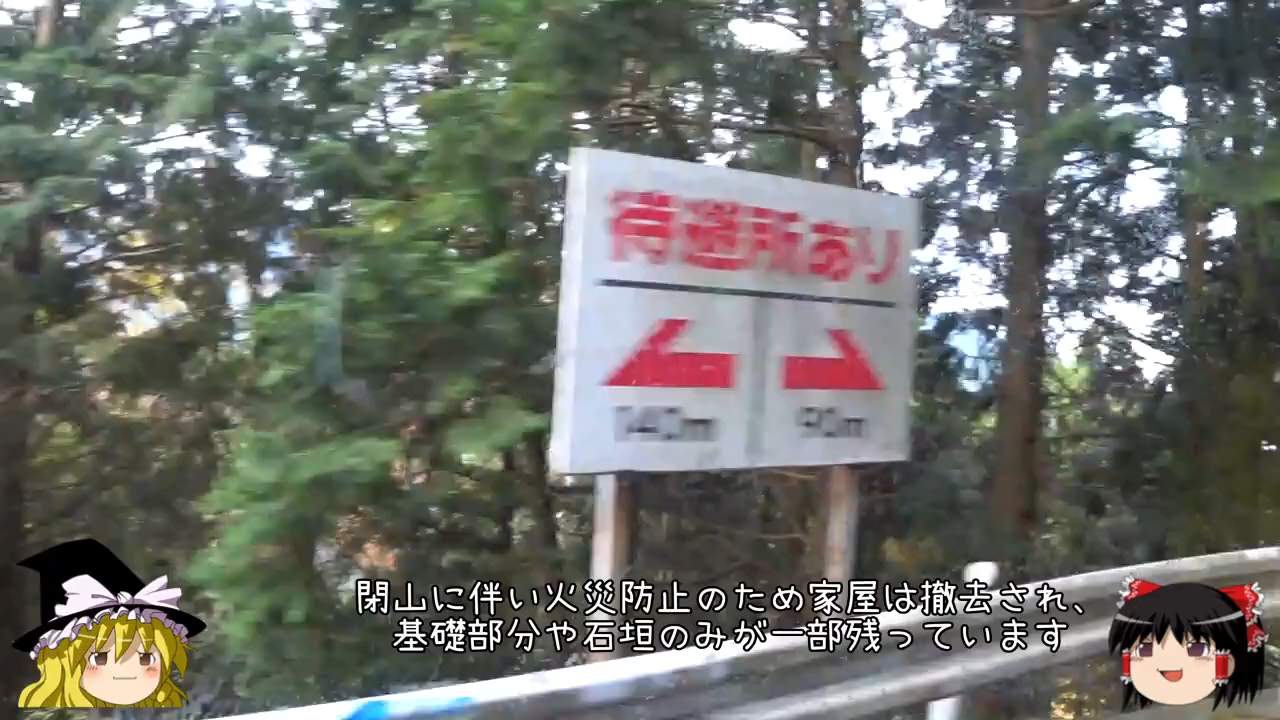 待避所あり
140m
90m
閉山に伴い火災防止のため家屋は撤去され、
基礎部分や石垣のみが一部残っています